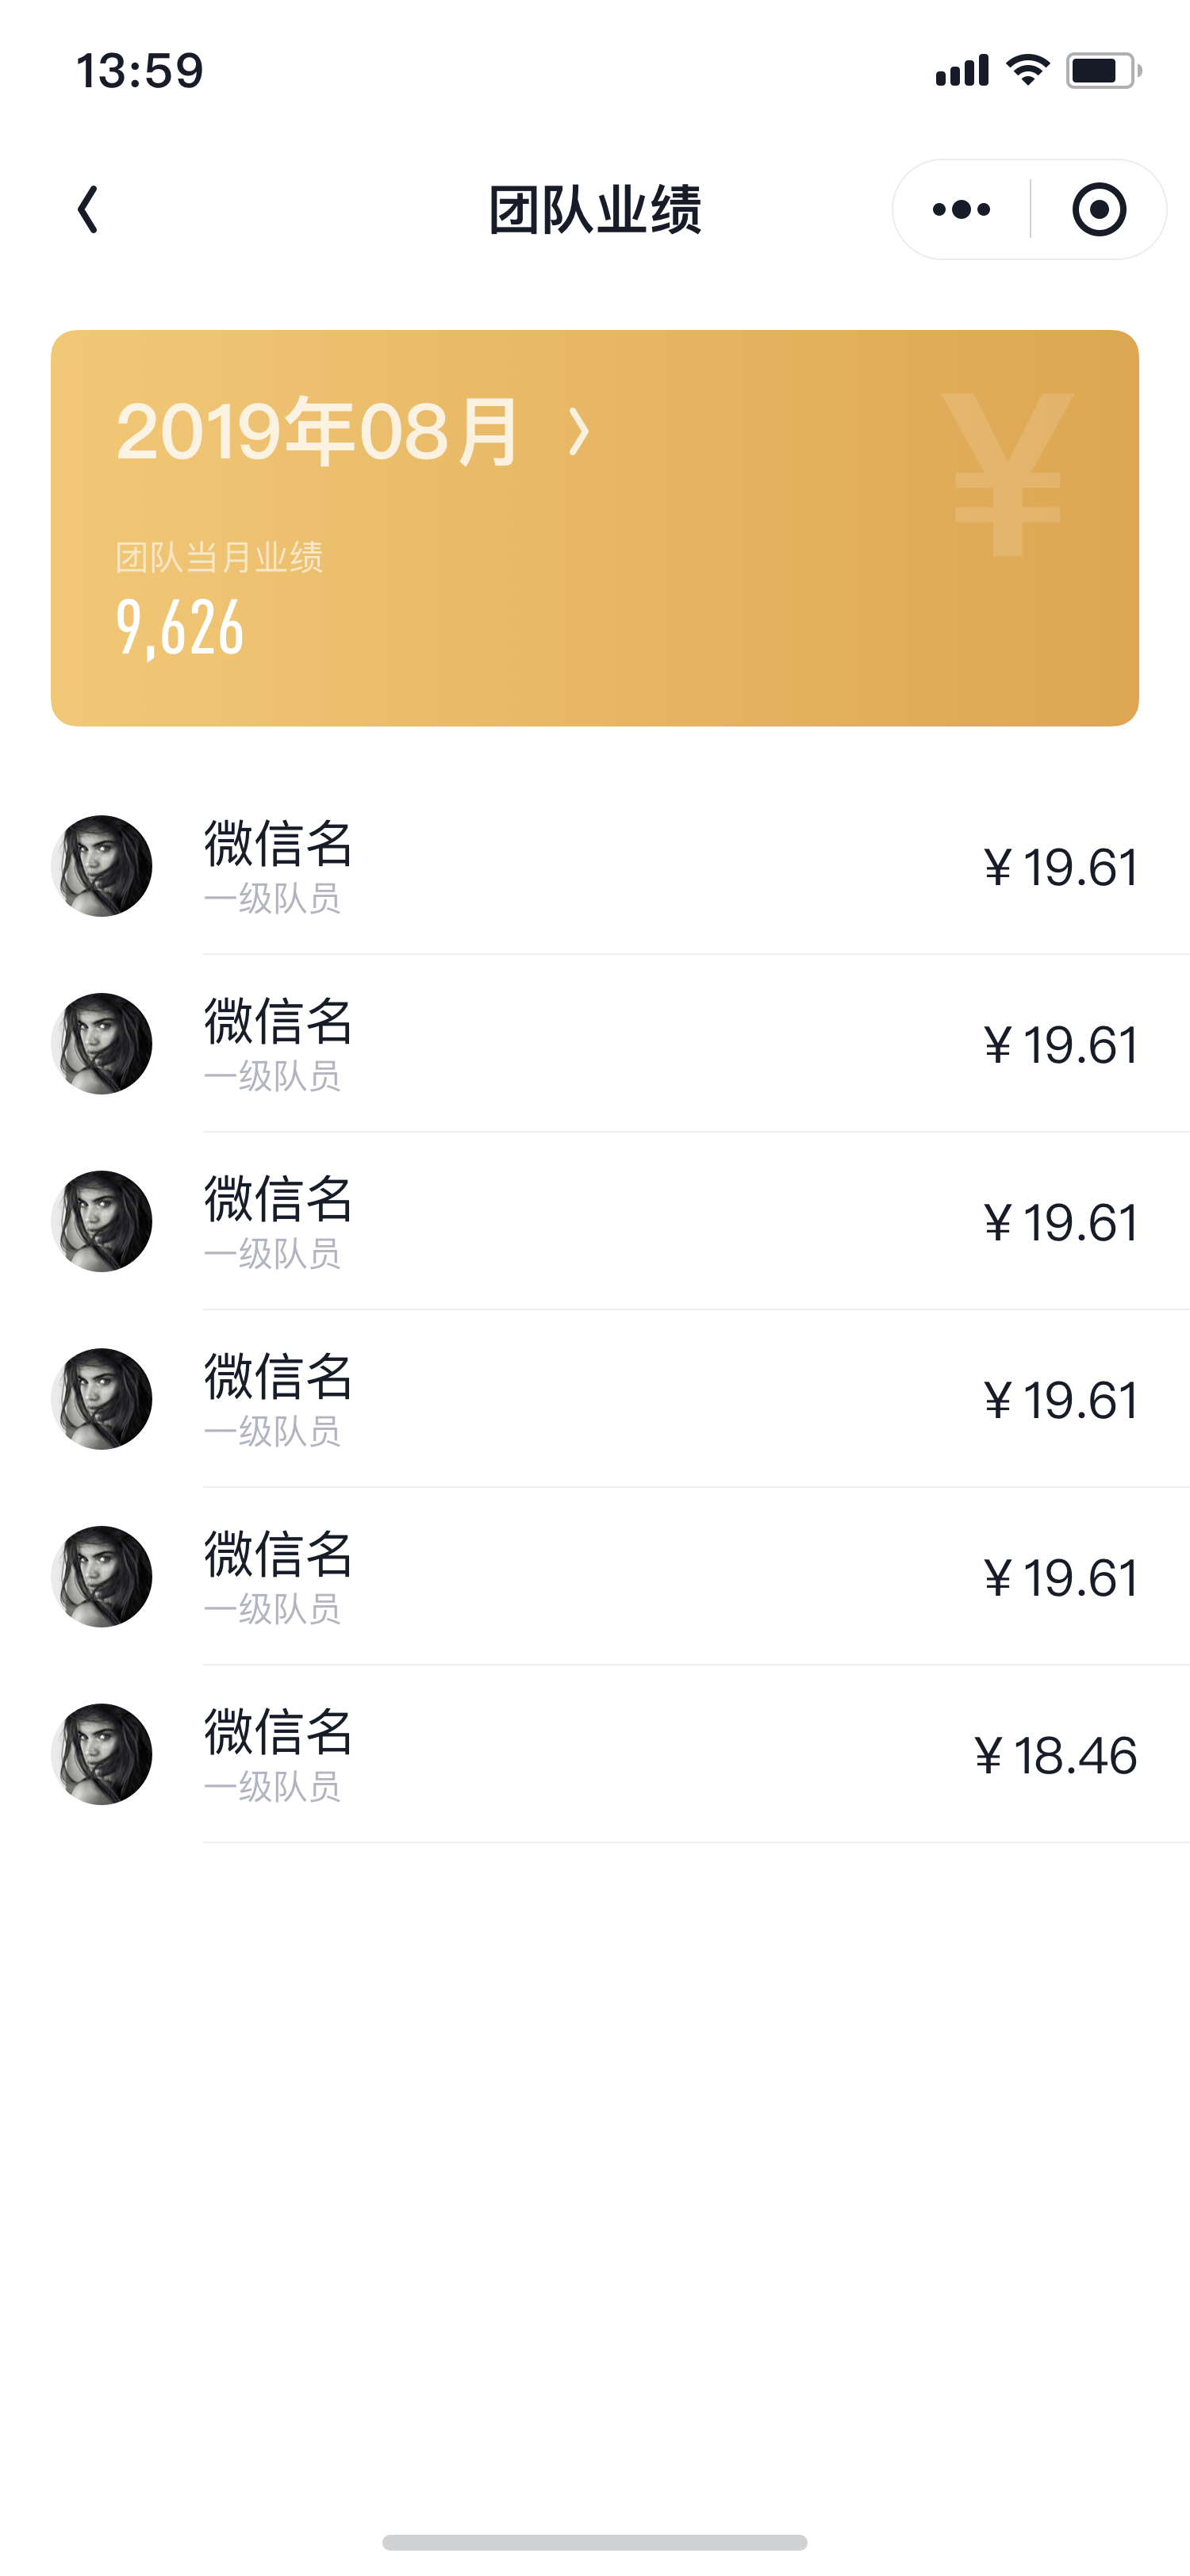 13:59
团队业绩
2019年08月
¥
团队当月业绩
9,626
微信名
一级队员
¥ 19.61
微信名
一级队员
¥ 19.61
微信名
一级队员
¥ 19.61
微信名
一级队员
¥ 19.61
微信名
一级队员
¥ 19.61
微信名
一级队员
¥ 18.46